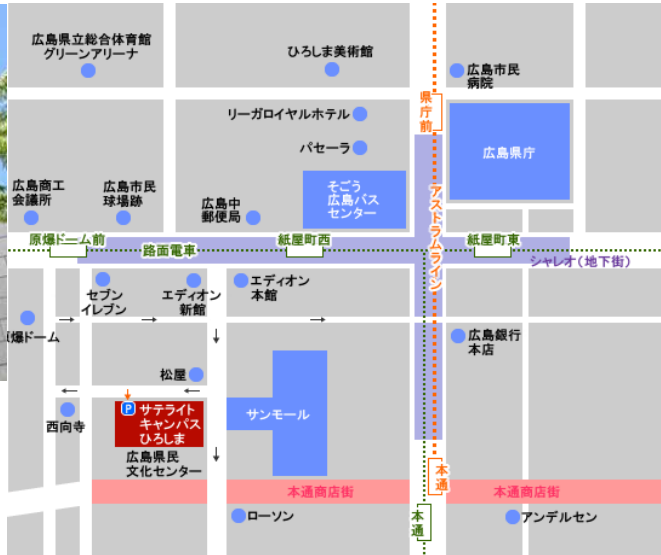 広島県立総合体育館
グリーンアリーナ
ひろしま美術館
広島市民
病院
リーガロイヤルホテル
県庁前
パセーラ
広島県庁
広島商工
会議所
広島市民
球場跡
広島中
郵便局
そごう
広島バス
センター
アストラムライン
原爆ドーム前
路面電車
紙屋町西
紙屋町東
シャレオ(地下街)
セブン
イレブン
エディオン
新館
エディオン
本館
原爆ドーム
広島銀行
本店
松屋
西向寺
P
サテライト
キャンパス
ひろしま
サンモール
広島県民
文化センター
本通
本通商店街
本通商店街
ローソン
本通
アンデルセン